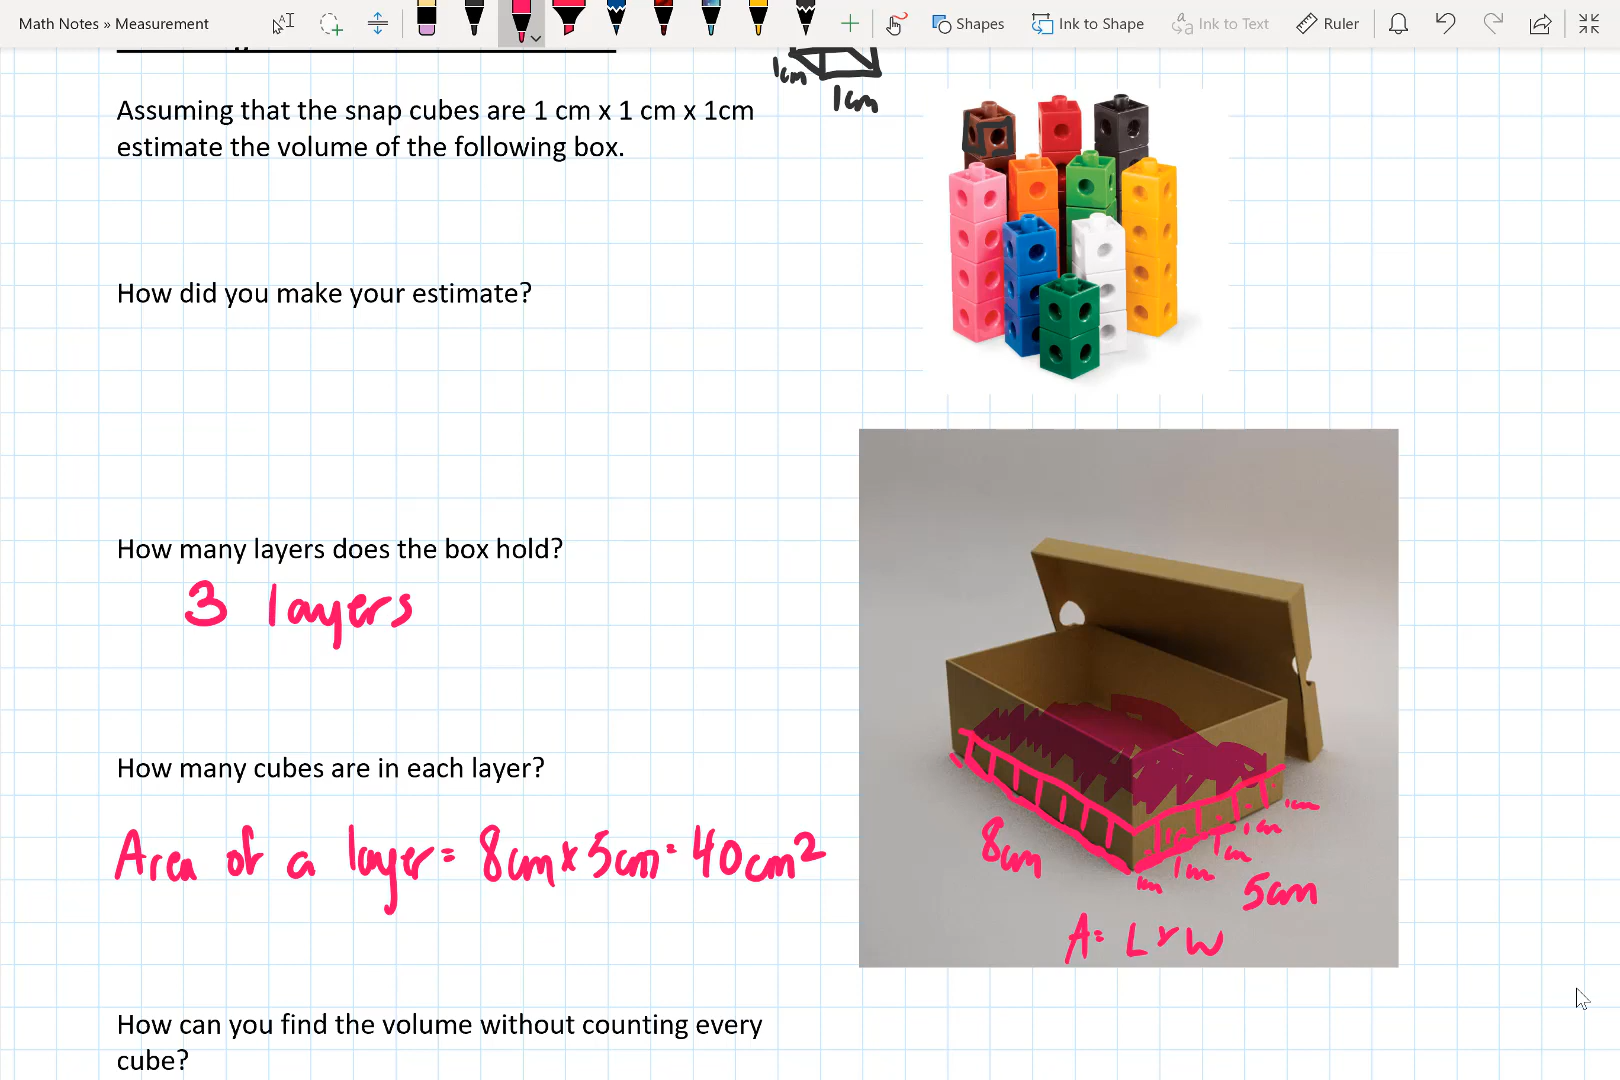 Math Notes » Measurement
Shapes
Ink to Shape
Ink to Text
Ruler
1cm
1cm
Assuming that the snap cubes are 1 cm x 1 cm x 1cm
estimate the volume of the following box.
How did you make your estimate?
How many layers does the box hold?
3 layers
How many cubes are in each layer?
Area of a layer = 8cm x 5cm = 40cm²
8cm
cm
1cm
1cm
1cm
1cm
5cm
A = L x W
How can you find the volume without counting every
cube?